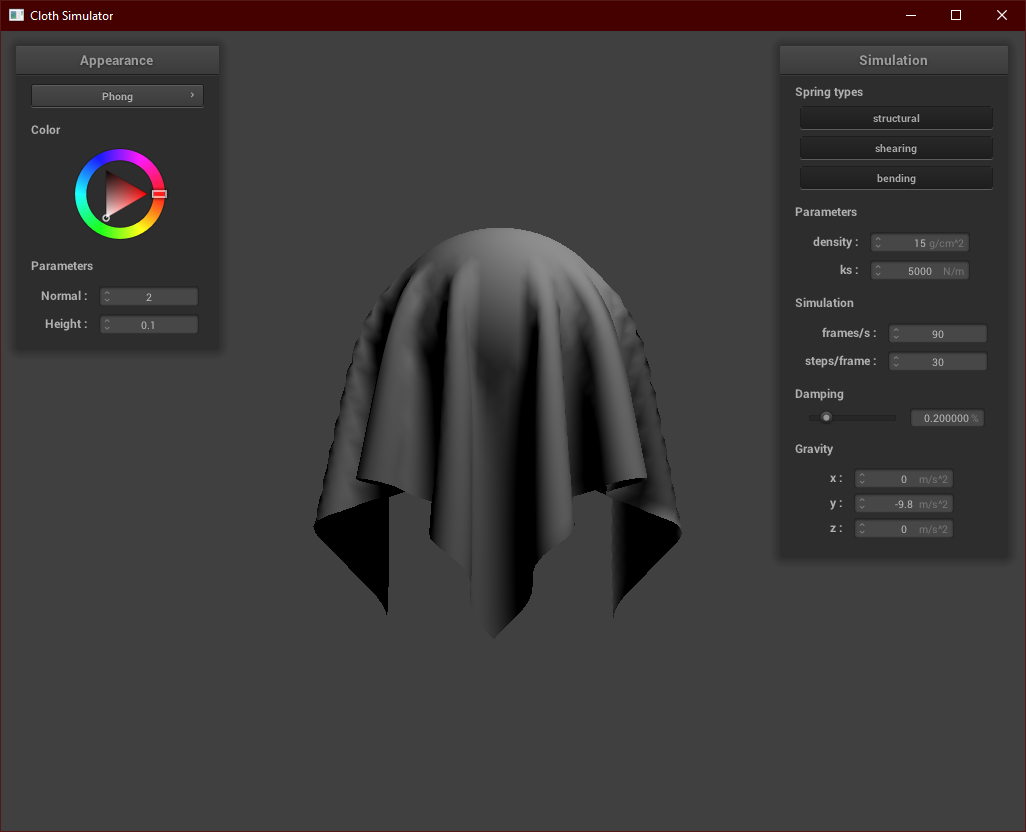 Cloth Simulator
Appearance
Phong
Color
Parameters
Normal : 2
Height : 0.1
Simulation
Spring types
structural
shearing
bending
Parameters
density : 15 g/cm^2
ks : 5000 N/m
Simulation
frames/s : 90
steps/frame : 30
Damping
0.200000 %
Gravity
x : 0 m/s^2
y : -9.8 m/s^2
z : 0 m/s^2